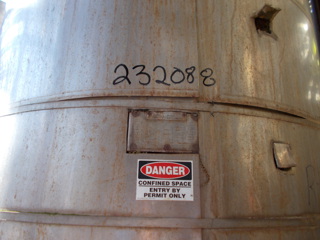 232088
DANGER
CONFINED SPACE
ENTRY BY
PERMIT ONLY